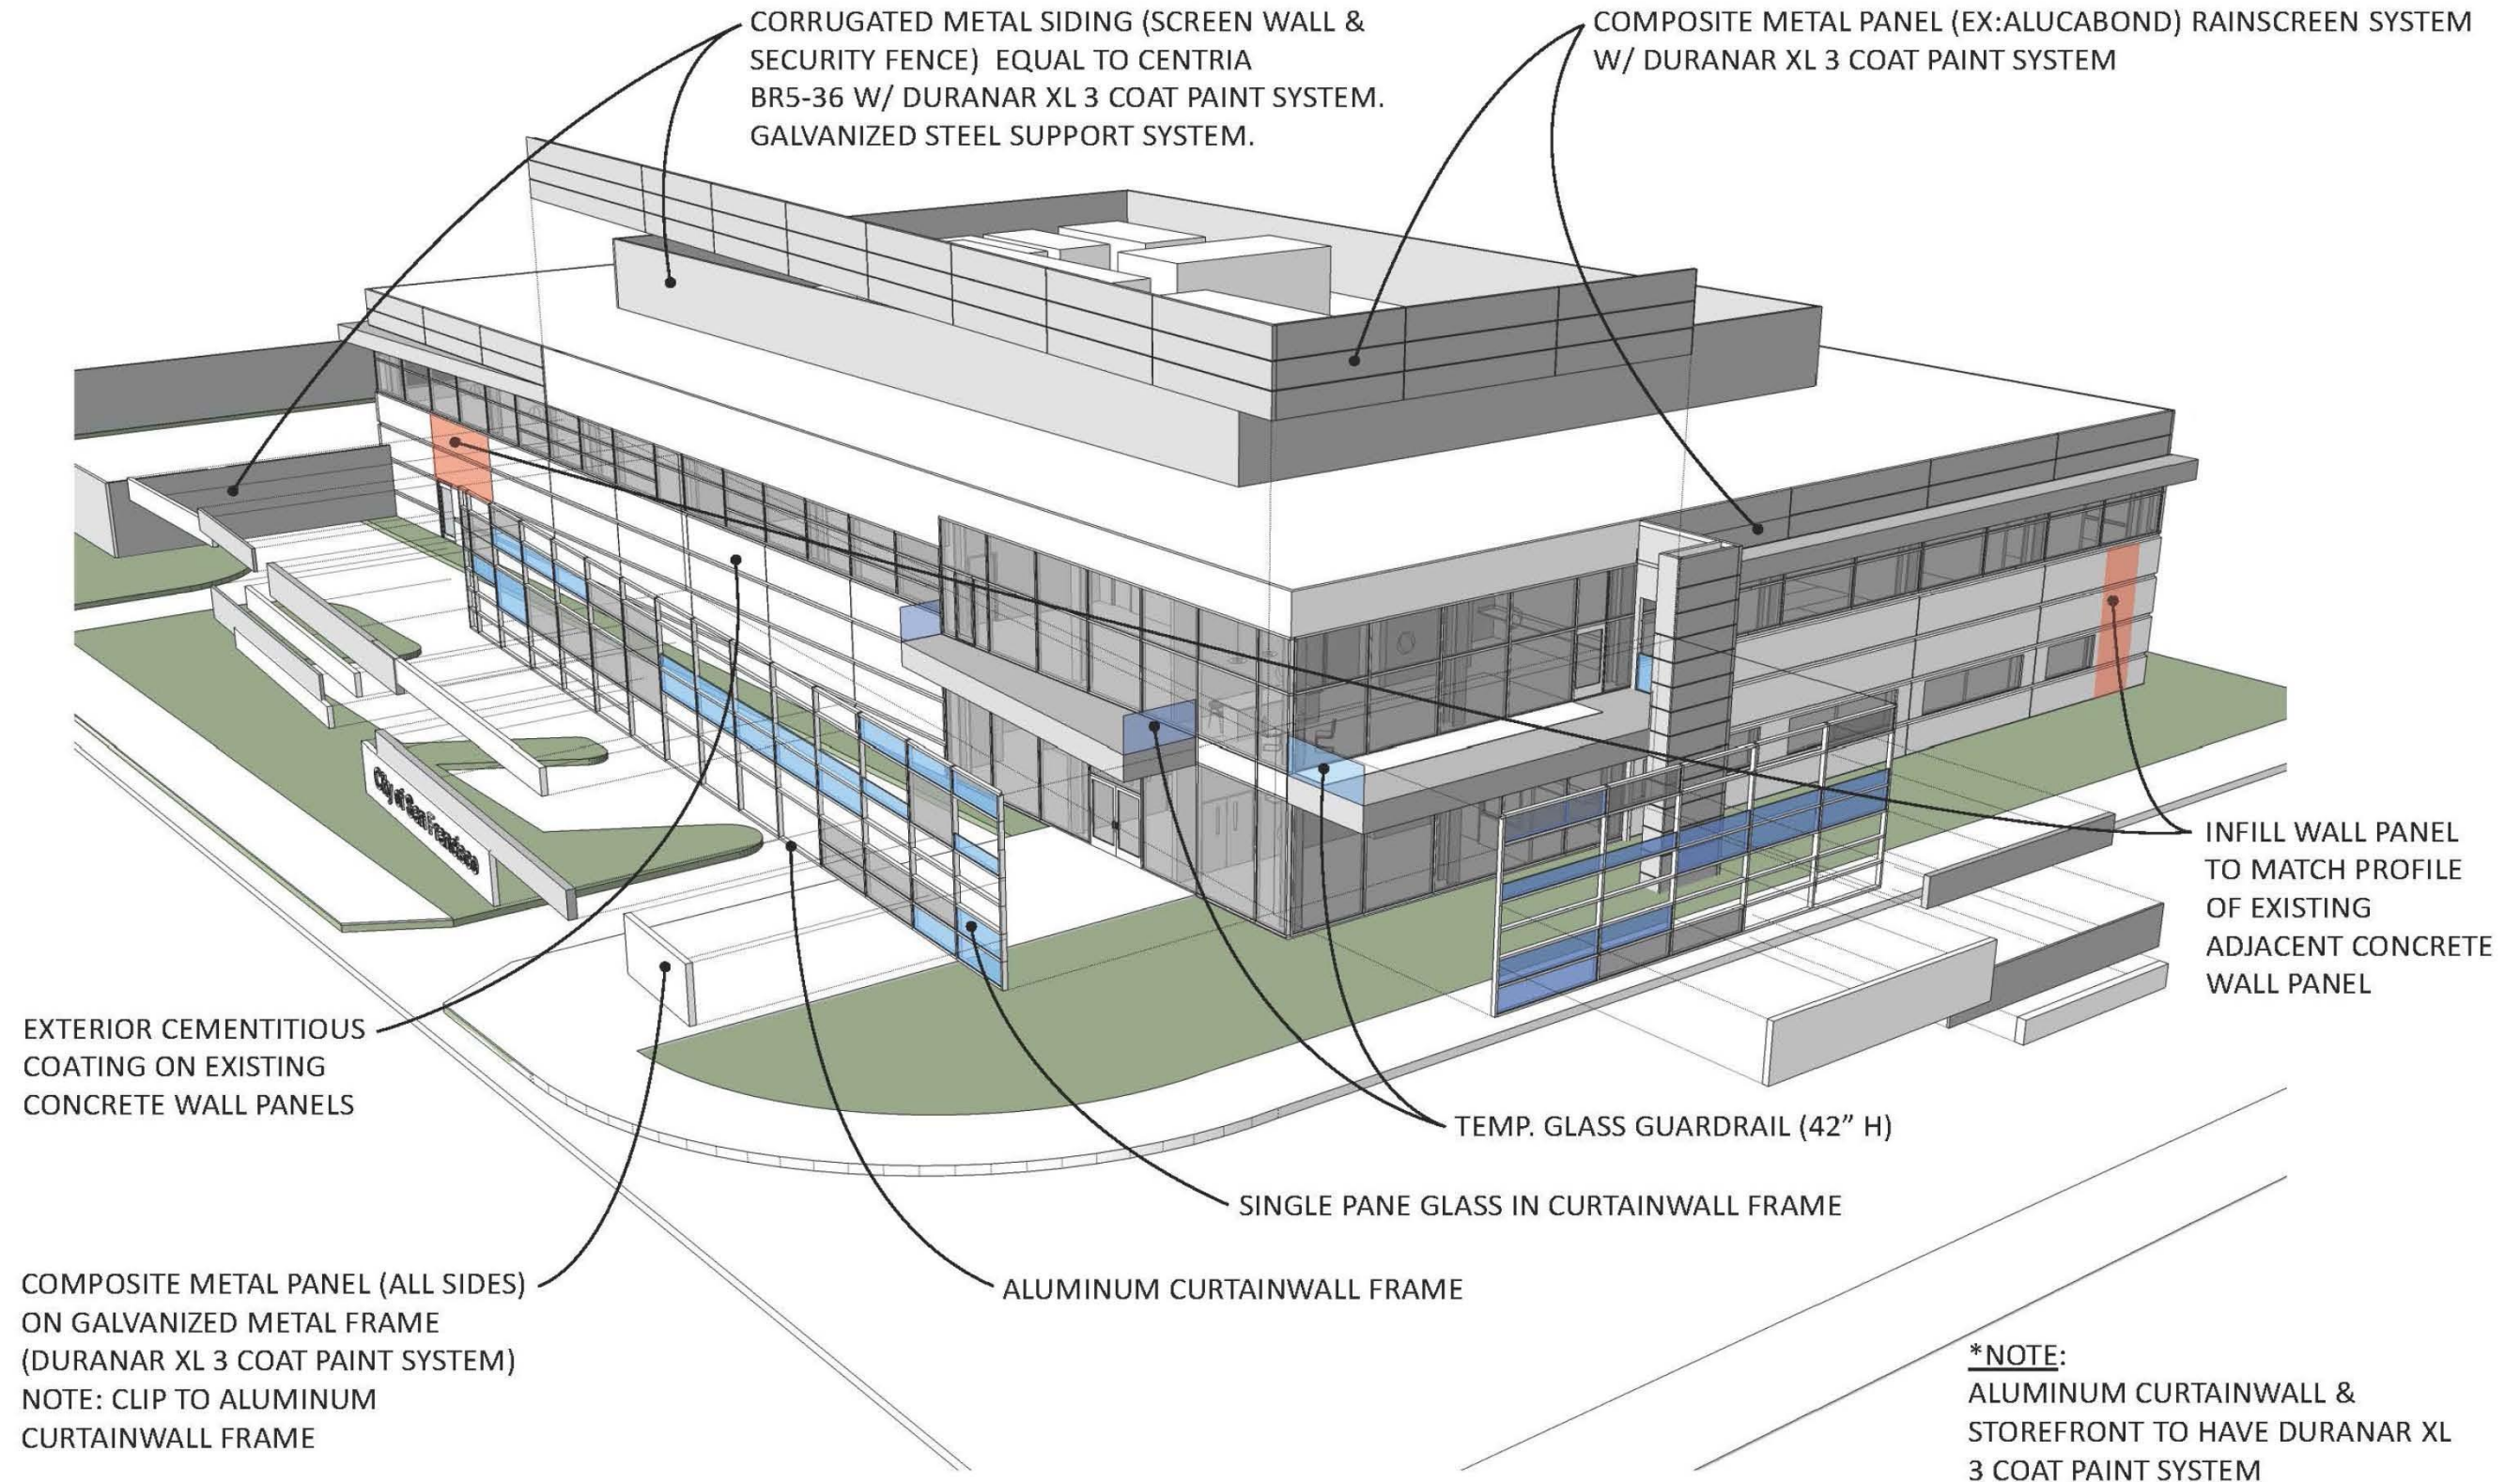 CORRUGATED METAL SIDING (SCREEN WALL &
SECURITY FENCE) EQUAL TO CENTRIA
BR5-36 W/ DURANAR XL 3 COAT PAINT SYSTEM.
GALVANIZED STEEL SUPPORT SYSTEM.
COMPOSITE METAL PANEL (EX:ALUCABOND) RAINSCREEN SYSTEM
W/ DURANAR XL 3 COAT PAINT SYSTEM
City of San Francisco
INFILL WALL PANEL
TO MATCH PROFILE
OF EXISTING
ADJACENT CONCRETE
WALL PANEL
EXTERIOR CEMENTITIOUS
COATING ON EXISTING
CONCRETE WALL PANELS
TEMP. GLASS GUARDRAIL (42” H)
SINGLE PANE GLASS IN CURTAINWALL FRAME
ALUMINUM CURTAINWALL FRAME
COMPOSITE METAL PANEL (ALL SIDES)
ON GALVANIZED METAL FRAME
(DURANAR XL 3 COAT PAINT SYSTEM)
NOTE: CLIP TO ALUMINUM
CURTAINWALL FRAME
*NOTE:
ALUMINUM CURTAINWALL &
STOREFRONT TO HAVE DURANAR XL
3 COAT PAINT SYSTEM